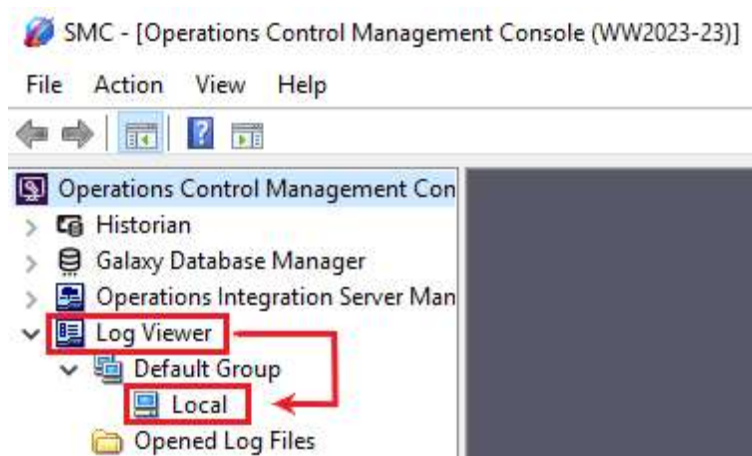 SMC - [Operations Control Management Console (WW2023-23)]
File Action View Help
Operations Control Management Con
Historian
Galaxy Database Manager
Operations Integration Server Man
Log Viewer
Default Group
Local
Opened Log Files